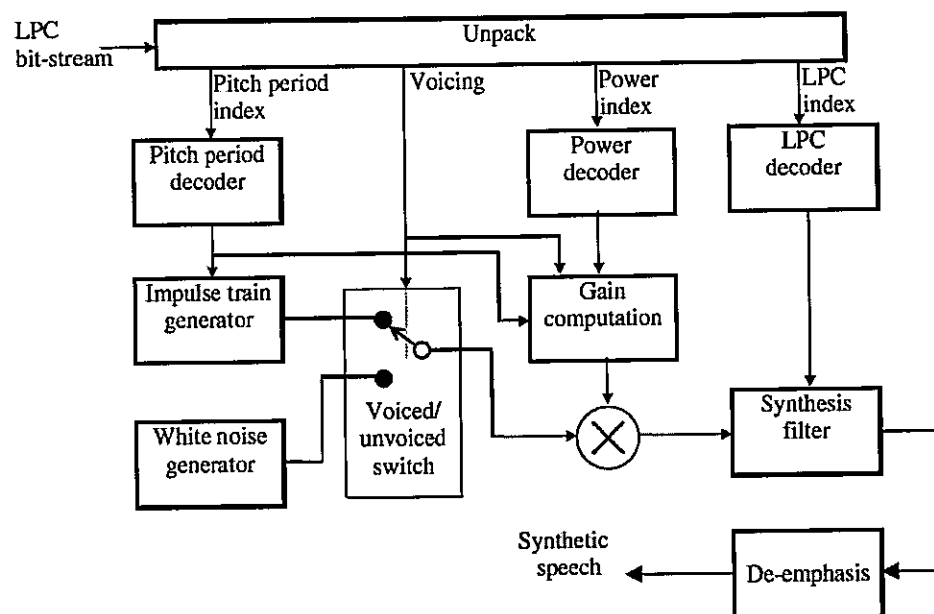 LPC
bit-stream
Unpack
Pitch period
index
Voicing
Power
index
LPC
index
Pitch period
decoder
Power
decoder
LPC
decoder
Impulse train
generator
Gain
computation
Voiced/
unvoiced
switch
White noise
generator
Synthesis
filter
Synthetic
speech
De-emphasis